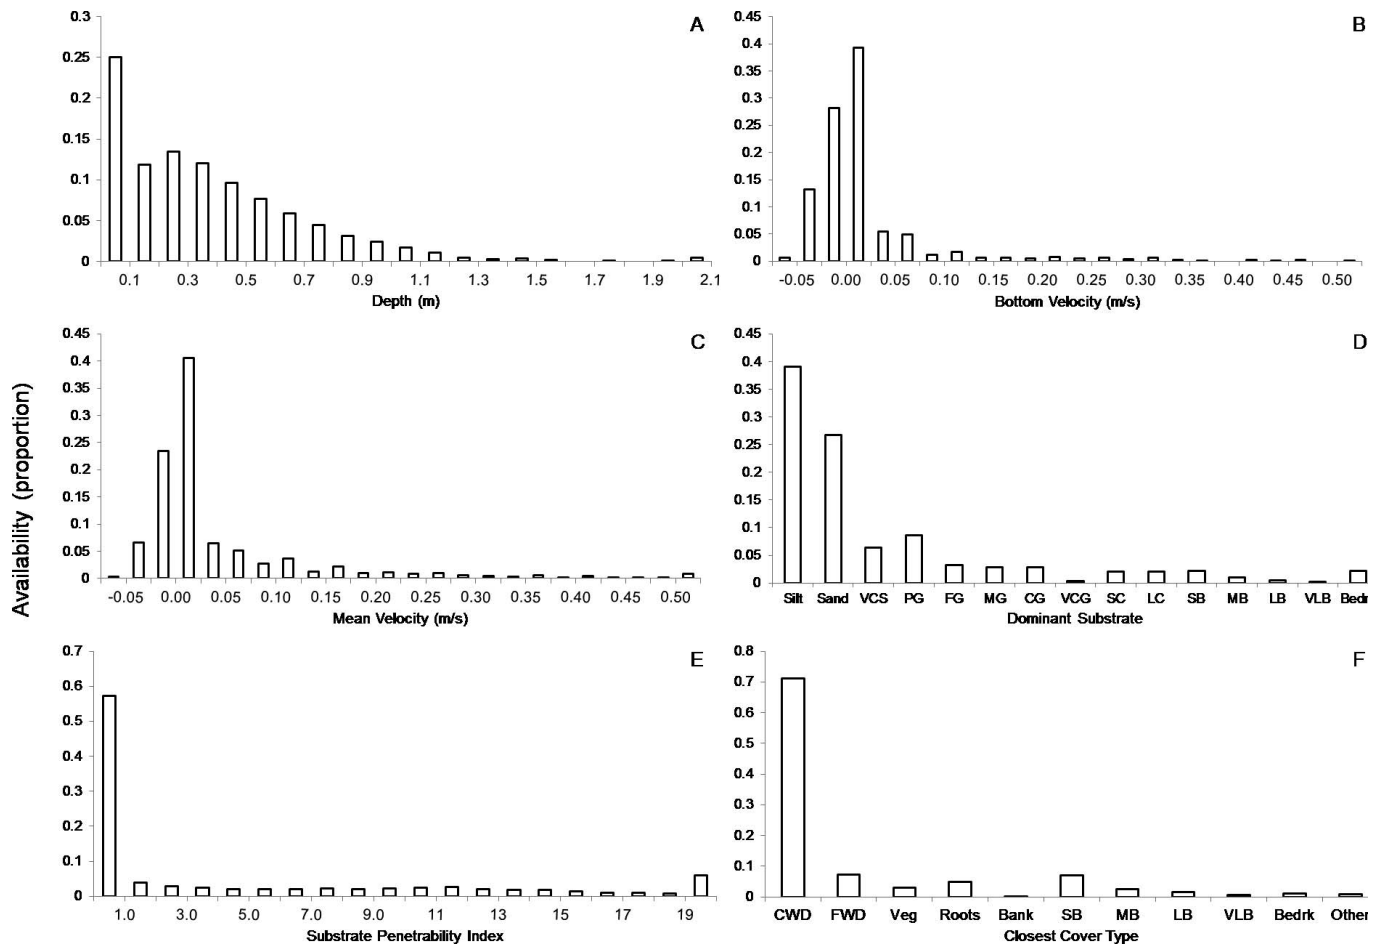 A
0.3
0.25
0.2
0.15
0.1
0.05
0
0.1 0.3 0.5 0.7 0.9 1.1 1.3 1.5 1.7 1.9 2.1
Depth (m)
B
0.45
0.4
0.35
0.3
0.25
0.2
0.15
0.1
0.05
0
-0.05 0.00 0.05 0.10 0.15 0.20 0.25 0.30 0.35 0.40 0.45 0.50
Bottom Velocity (m/s)
Availability (proportion)
C
0.45
0.4
0.35
0.3
0.25
0.2
0.15
0.1
0.05
0
-0.05 0.00 0.05 0.10 0.15 0.20 0.25 0.30 0.35 0.40 0.45 0.50
Mean Velocity (m/s)
D
0.45
0.4
0.35
0.3
0.25
0.2
0.15
0.1
0.05
0
Silt Sand VCS PG FG MG CG VCG SC LC SB MB LB VLB Bedr
Dominant Substrate
E
0.7
0.6
0.5
0.4
0.3
0.2
0.1
0
1.0 3.0 5.0 7.0 9.0 11 13 15 17 19
Substrate Penetrability Index
F
0.8
0.7
0.6
0.5
0.4
0.3
0.2
0.1
0
CWD FWD Veg Roots Bank SB MB LB VLB Bedrk Other
Closest Cover Type